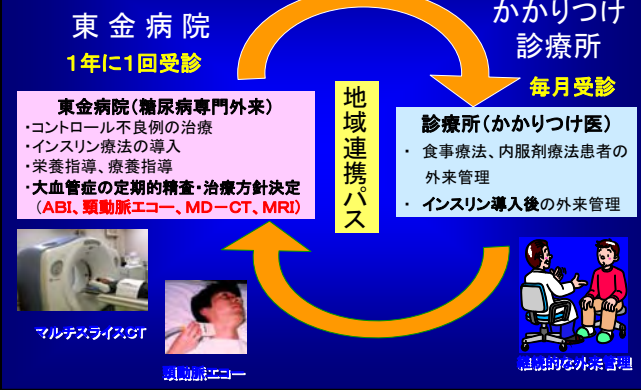 東金病院
1年に1回受診
かかりつけ
診療所
毎月受診
東金病院(糖尿病専門外来)
・コントロール不良例の治療
・インスリン療法の導入
・栄養指導、療養指導
・大血管症の定期的精査・治療方針決定
(ABI、頸動脈エコー、MD－CT、MRI)
地域連携パス
診療所(かかりつけ医)
・ 食事療法、内服剤療法患者の
外来管理
・ インスリン導入後の外来管理
マルチスライスCT
頸動脈エコー
継続的な外来管理